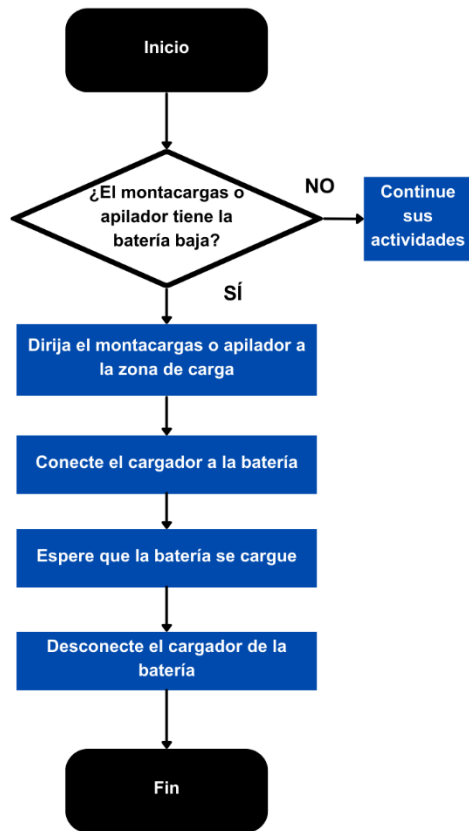 Inicio
¿El montacargas o
apilador tiene la
batería baja?
NO
Continue
sus
actividades
SÍ
Dirija el montacargas o apilador a
la zona de carga
Conecte el cargador a la batería
Espere que la batería se cargue
Desconecte el cargador de la
batería
Fin